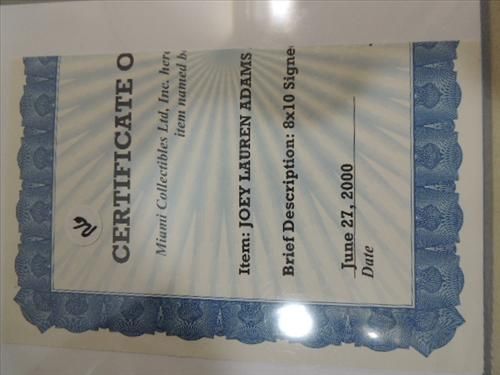 CERTIFICATE O
Miami Collectibles Ltd, Inc. her
item named b
Item: JOEY LAUREN ADAMS
Brief Description: 8x10 Signe
June 27, 2000
Date